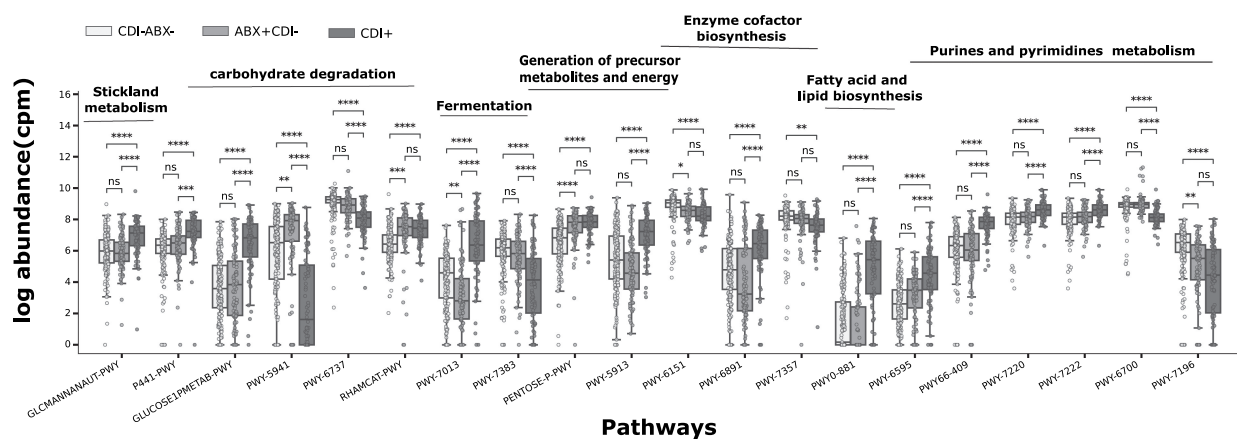 CDI-ABX-
ABX+CDI-
CDI+
Enzyme cofactor
biosynthesis
Purines and pyrimidines metabolism
Generation of precursor
metabolites and energy
carbohydrate degradation
Fatty acid and
lipid biosynthesis
Stickland
metabolism
Fermentation
log abundance(cpm)
16
14
12
10
8
6
4
2
0
**** ns ****
**** ns ***
**** ns ****
**** ** ****
**** ns ****
**** *** ns
**** ** ****
**** ns ****
**** **** ns
**** ns ****
**** * ns
**** ns ****
** ns ns
**** ns ****
**** ns ****
**** ns ****
**** ns ****
**** ns ****
**** ns ****
**** ** ns
GLCMANNANAUT-PWY
P441-PWY
GLUCOSE1PMETAB-PWY
PWY-5941
PWY-6737
RHAMCAT-PWY
PWY-7013
PWY-7383
PENTOSE-P-PWY
PWY-5913
PWY-6151
PWY-6891
PWY-7357
PWY0-881
PWY-6595
PWY66-409
PWY-7220
PWY-7222
PWY-6700
PWY-7196
Pathways